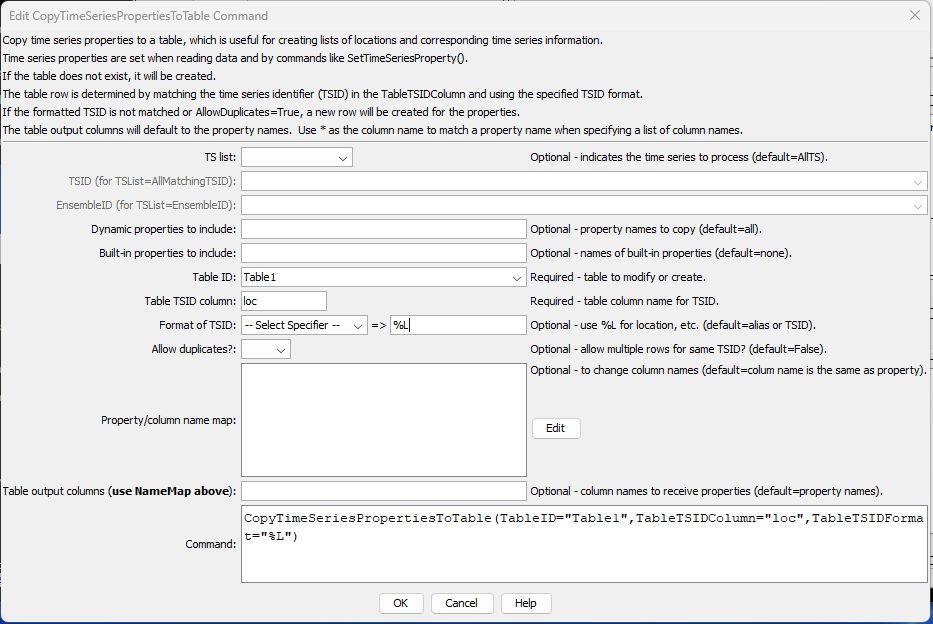 Edit CopyTimeSeriesPropertiesToTable Command
Copy time series properties to a table, which is useful for creating lists of locations and corresponding time series information.
Time series properties are set when reading data and by commands like SetTimeSeriesProperty().
If the table does not exist, it will be created.
The table row is determined by matching the time series identifier (TSID) in the TableTSIDColumn and using the specified TSID format.
If the formatted TSID is not matched or AllowDuplicates=True, a new row will be created for the properties.
The table output columns will default to the property names.  Use * as the column name to match a property name when specifying a list of column names.
TS list: Optional - indicates the time series to process (default=AllTS).
TSID (for TSList=AllMatchingTSID):
EnsembleID (for TSList=EnsembleID):
Dynamic properties to include: Optional - property names to copy (default=all).
Built-in properties to include: Optional - names of built-in properties (default=none).
Table ID: Table1 Required - table to modify or create.
Table TSID column: loc Required - table column name for TSID.
Format of TSID: -- Select Specifier -- => %L Optional - use %L for location, etc. (default=alias or TSID).
Allow duplicates?: Optional - allow multiple rows for same TSID? (default=False).
Optional - to change column names (default=colum name is the same as property).
Property/column name map: Edit
Table output columns (use NameMap above): Optional - column names to receive properties (default=property names).
CopyTimeSeriesPropertiesToTable(TableID="Table1",TableTSIDColumn="loc",TableTSIDForma
t="%L")
Command:
OK Cancel Help